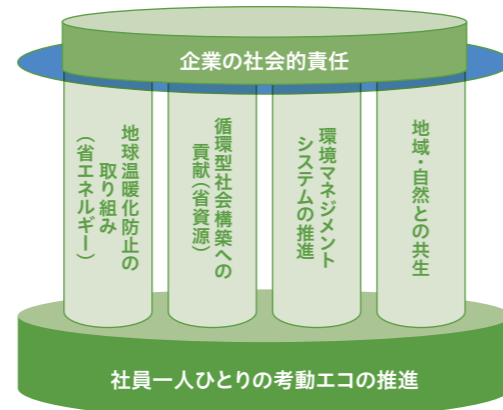 企業の社会的責任
地球温暖化防止の
取り組み
（省エネルギー）
循環型社会構築への
貢献（省資源）
環境マネジメント
システムの推進
地域・自然との共生
社員一人ひとりの考動エコの推進